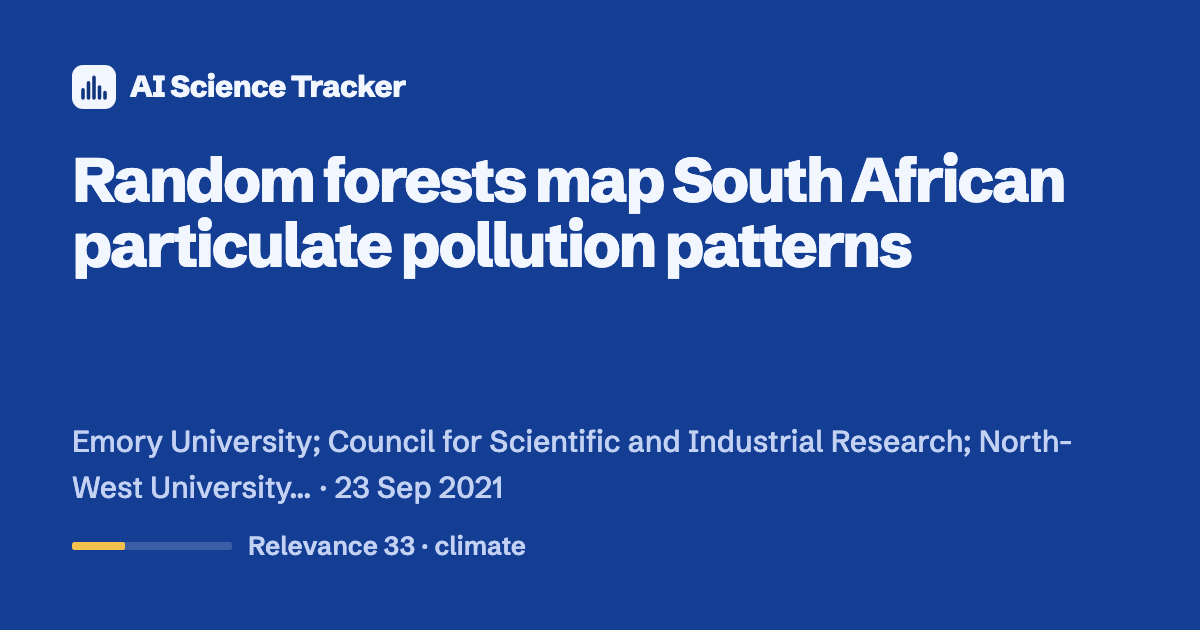 AI Science Tracker
Random forests map South African
particulate pollution patterns
Emory University; Council for Scientific and Industrial Research; North-
West University... · 23 Sep 2021
Relevance 33 · climate